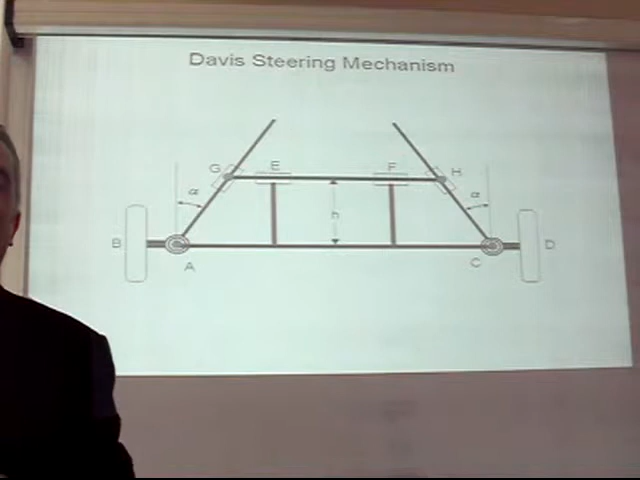 Davis Steering Mechanism
G E F H
α α
h
B D
A C